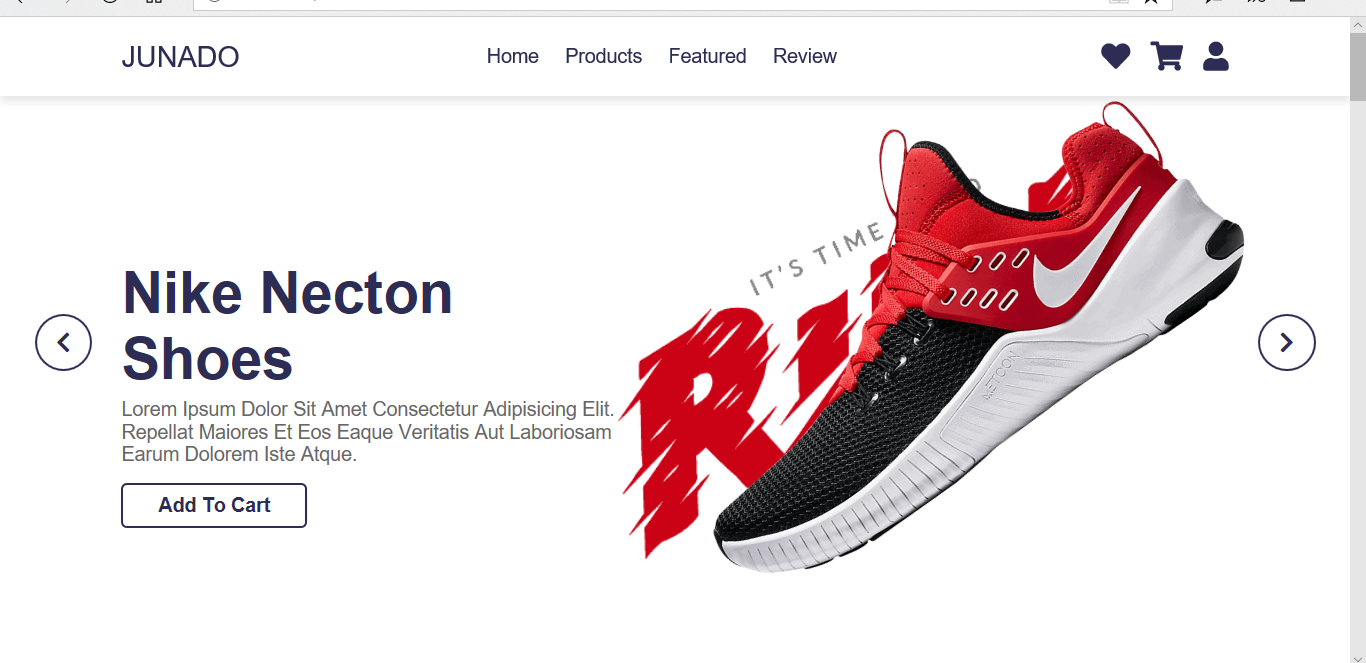 JUNADO
Home Products Featured Review
IT'S TIME
Nike Necton
Shoes
Lorem Ipsum Dolor Sit Amet Consectetur Adipisicing Elit.
Repellat Maiores Et Eos Eaque Veritatis Aut Laboriosam
Earum Dolorem Iste Atque.
Add To Cart
METCON